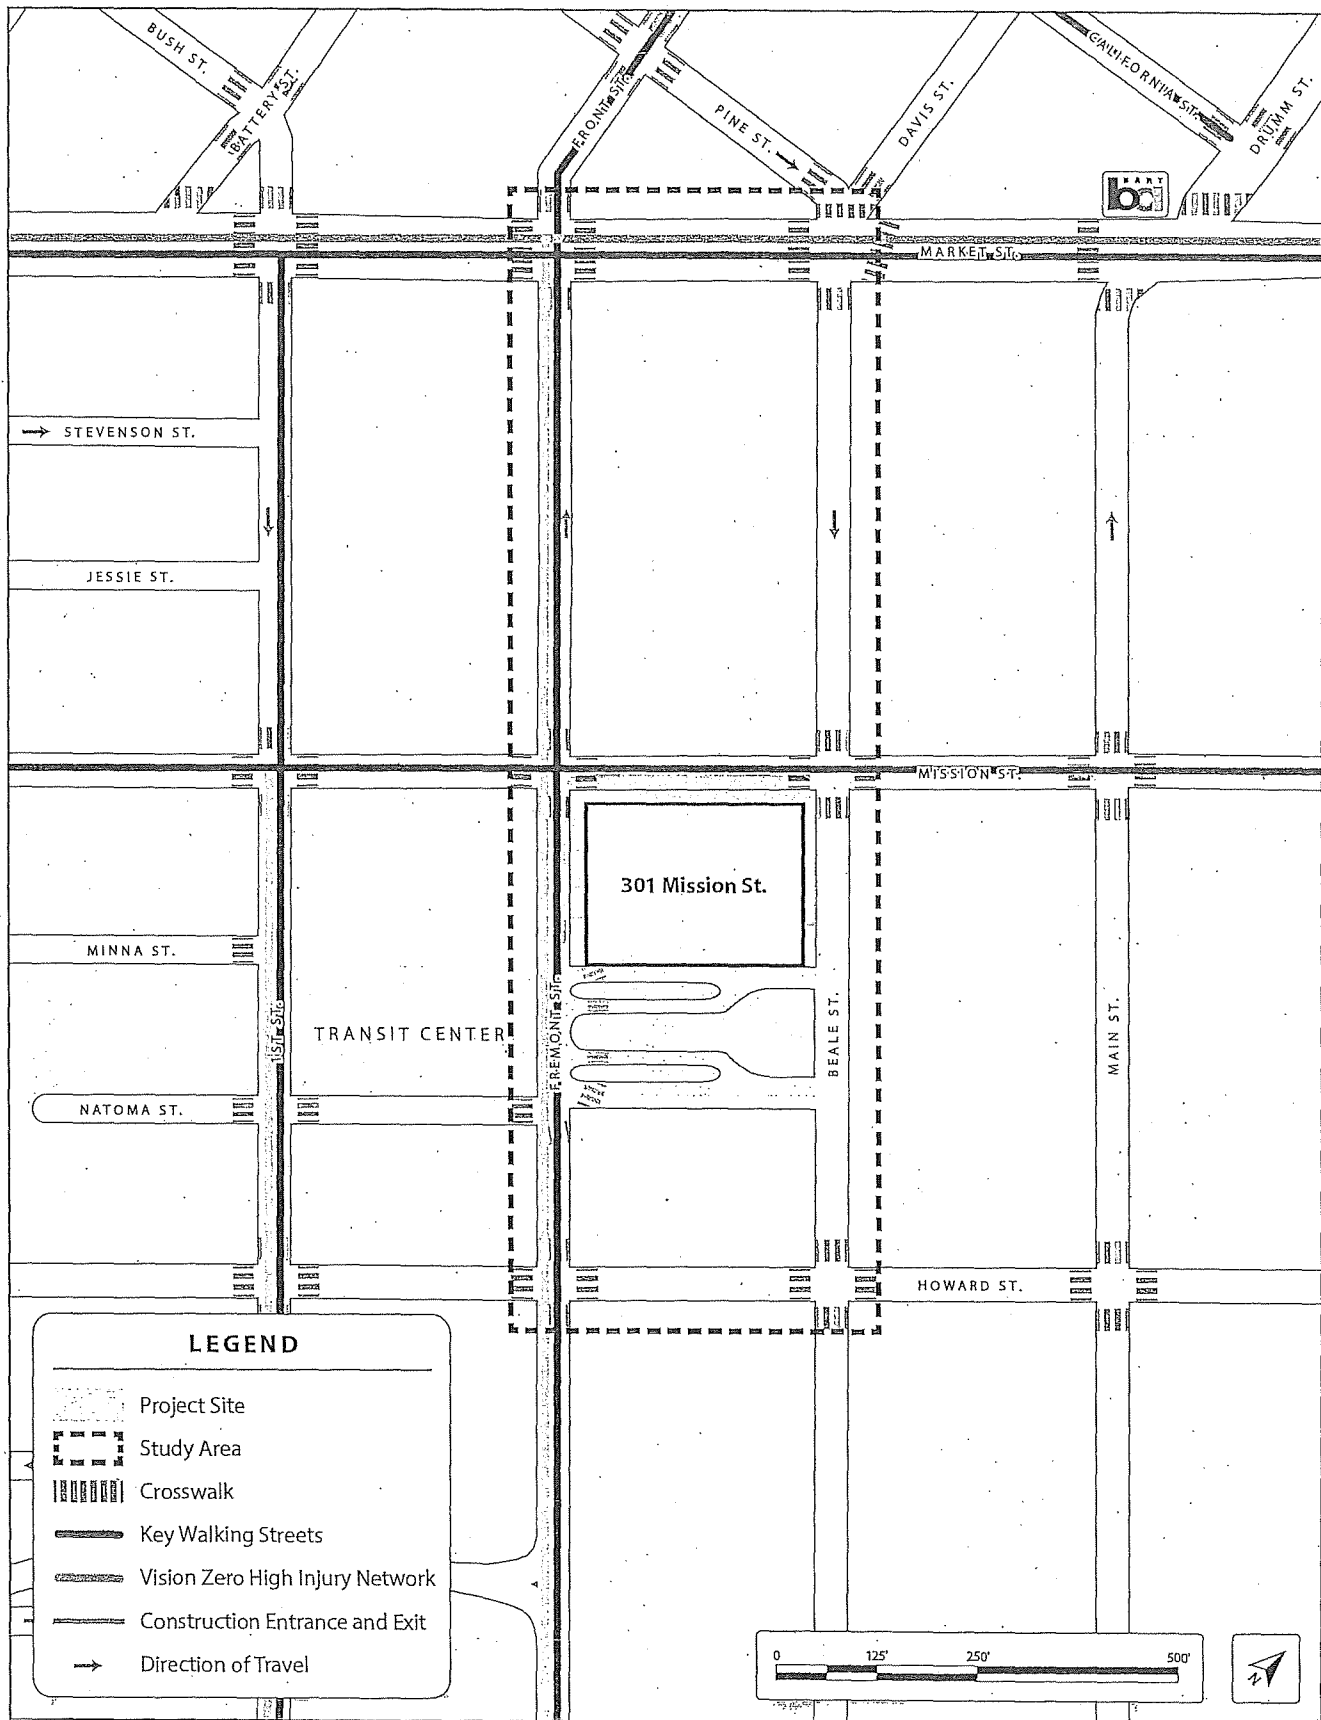 BUSH ST.
BATTERY ST.
FRONT ST.
PINE ST.
DAVIS ST.
CALIFORNIA ST.
DRUMM ST.
BART
ba
MARKET ST.
STEVENSON ST.
JESSIE ST.
MISSION ST.
301 Mission St.
MINNA ST.
1ST ST.
TRANSIT CENTER
FREMONT ST.
BEALE ST.
MAIN ST.
NATOMA ST.
HOWARD ST.
LEGEND
Project Site
Study Area
Crosswalk
Key Walking Streets
Vision Zero High Injury Network
Construction Entrance and Exit
Direction of Travel
0 125' 250' 500'
N